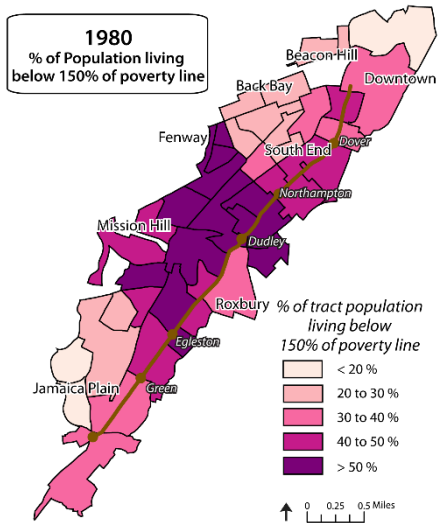 1980
% of Population living
below 150% of poverty line
Beacon Hill
Downtown
Back Bay
Fenway
South End
Dover
Northampton
Mission Hill
Dudley
Roxbury
Egleston
Jamaica Plain
Green
% of tract population
living below
150% of poverty line
< 20 %
20 to 30 %
30 to 40 %
40 to 50 %
> 50 %
0 0.25 0.5 Miles